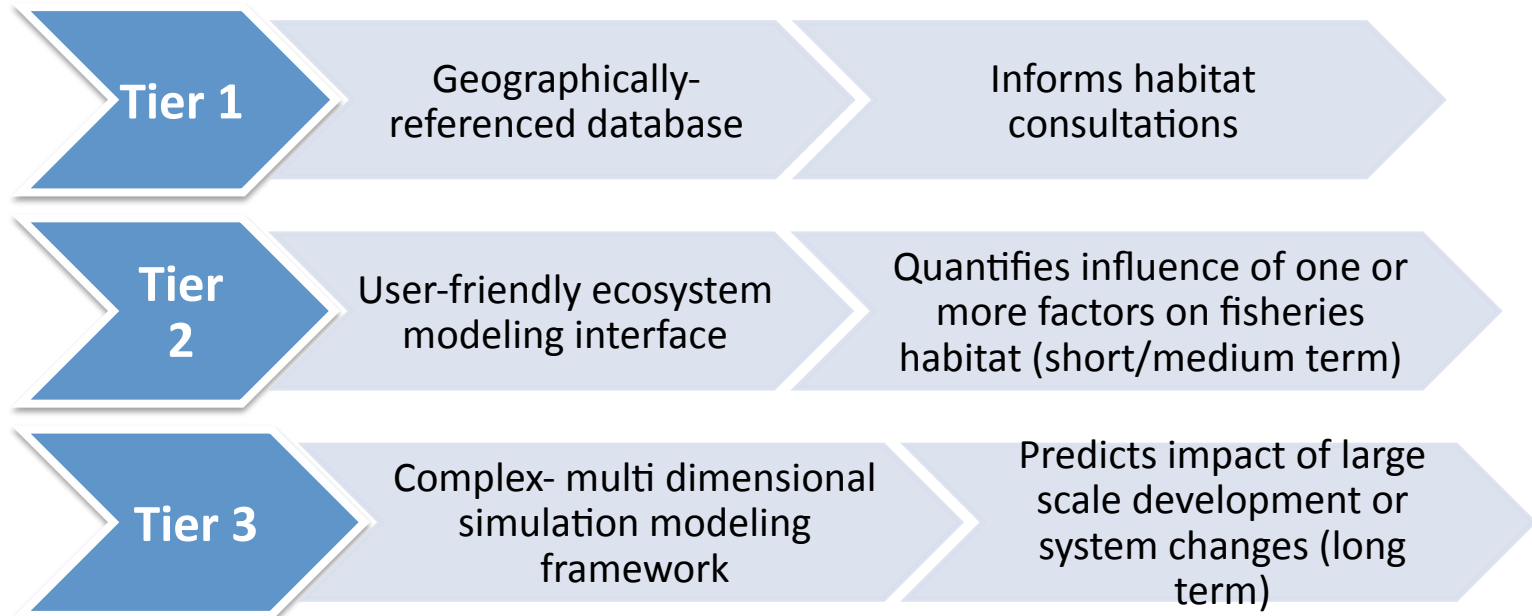 Tier 1
Geographically-
referenced database
Informs habitat
consultations
Tier
2
User-friendly ecosystem
modeling interface
Quantifies influence of one or
more factors on fisheries
habitat (short/medium term)
Tier 3
Complex- multi dimensional
simulation modeling
framework
Predicts impact of large
scale development or
system changes (long
term)